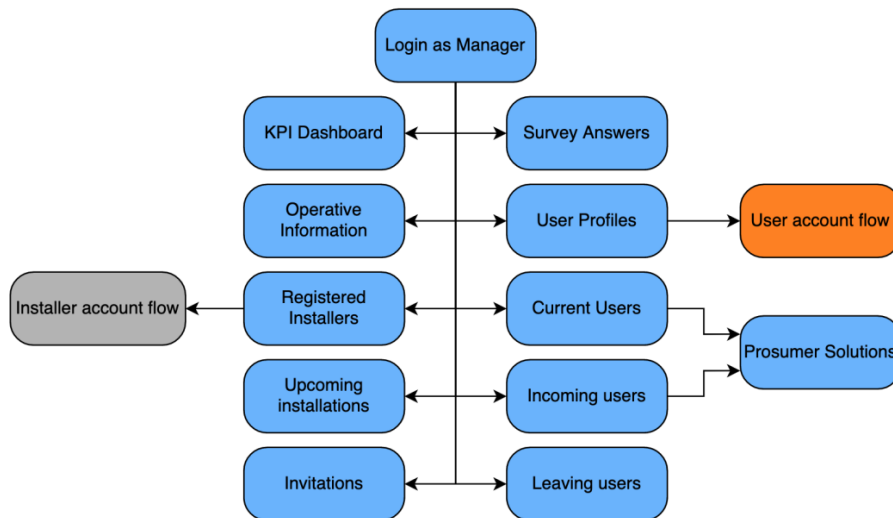 Login as Manager
KPI Dashboard
Survey Answers
Operative
Information
User Profiles
User account flow
Installer account flow
Registered
Installers
Current Users
Prosumer Solutions
Upcoming
installations
Incoming users
Invitations
Leaving users